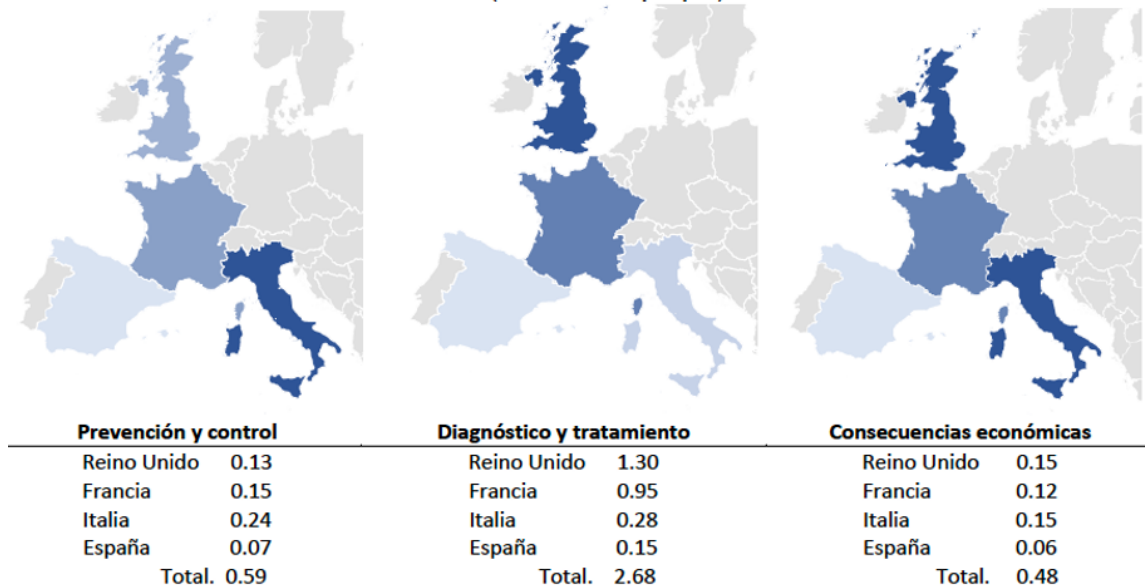 Prevención y control
Reino Unido 0.13
Francia 0.15
Italia 0.24
España 0.07
Total. 0.59
Diagnóstico y tratamiento
Reino Unido 1.30
Francia 0.95
Italia 0.28
España 0.15
Total. 2.68
Consecuencias económicas
Reino Unido 0.15
Francia 0.12
Italia 0.15
España 0.06
Total. 0.48